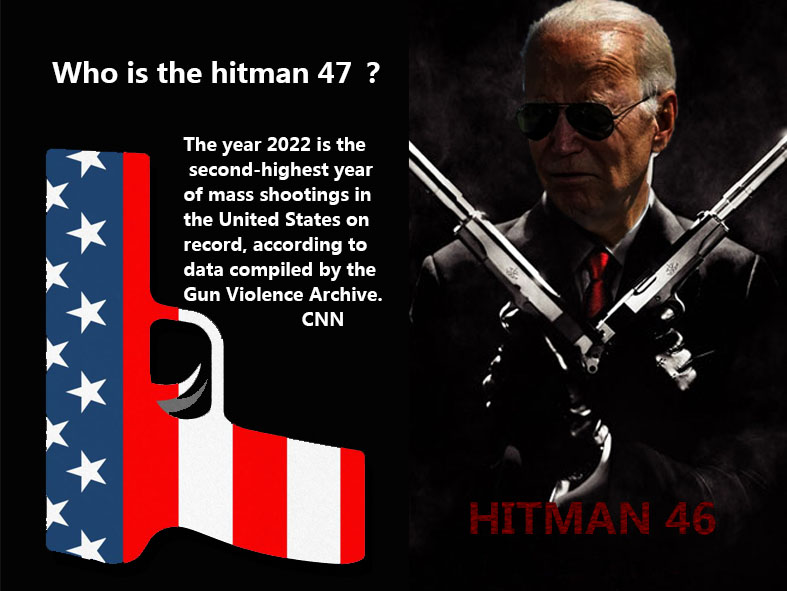 Who is the hitman 47 ?
The year 2022 is the
second-highest year
of mass shootings in
the United States on
record, according to
data compiled by the
Gun Violence Archive.
CNN
HITMAN 46